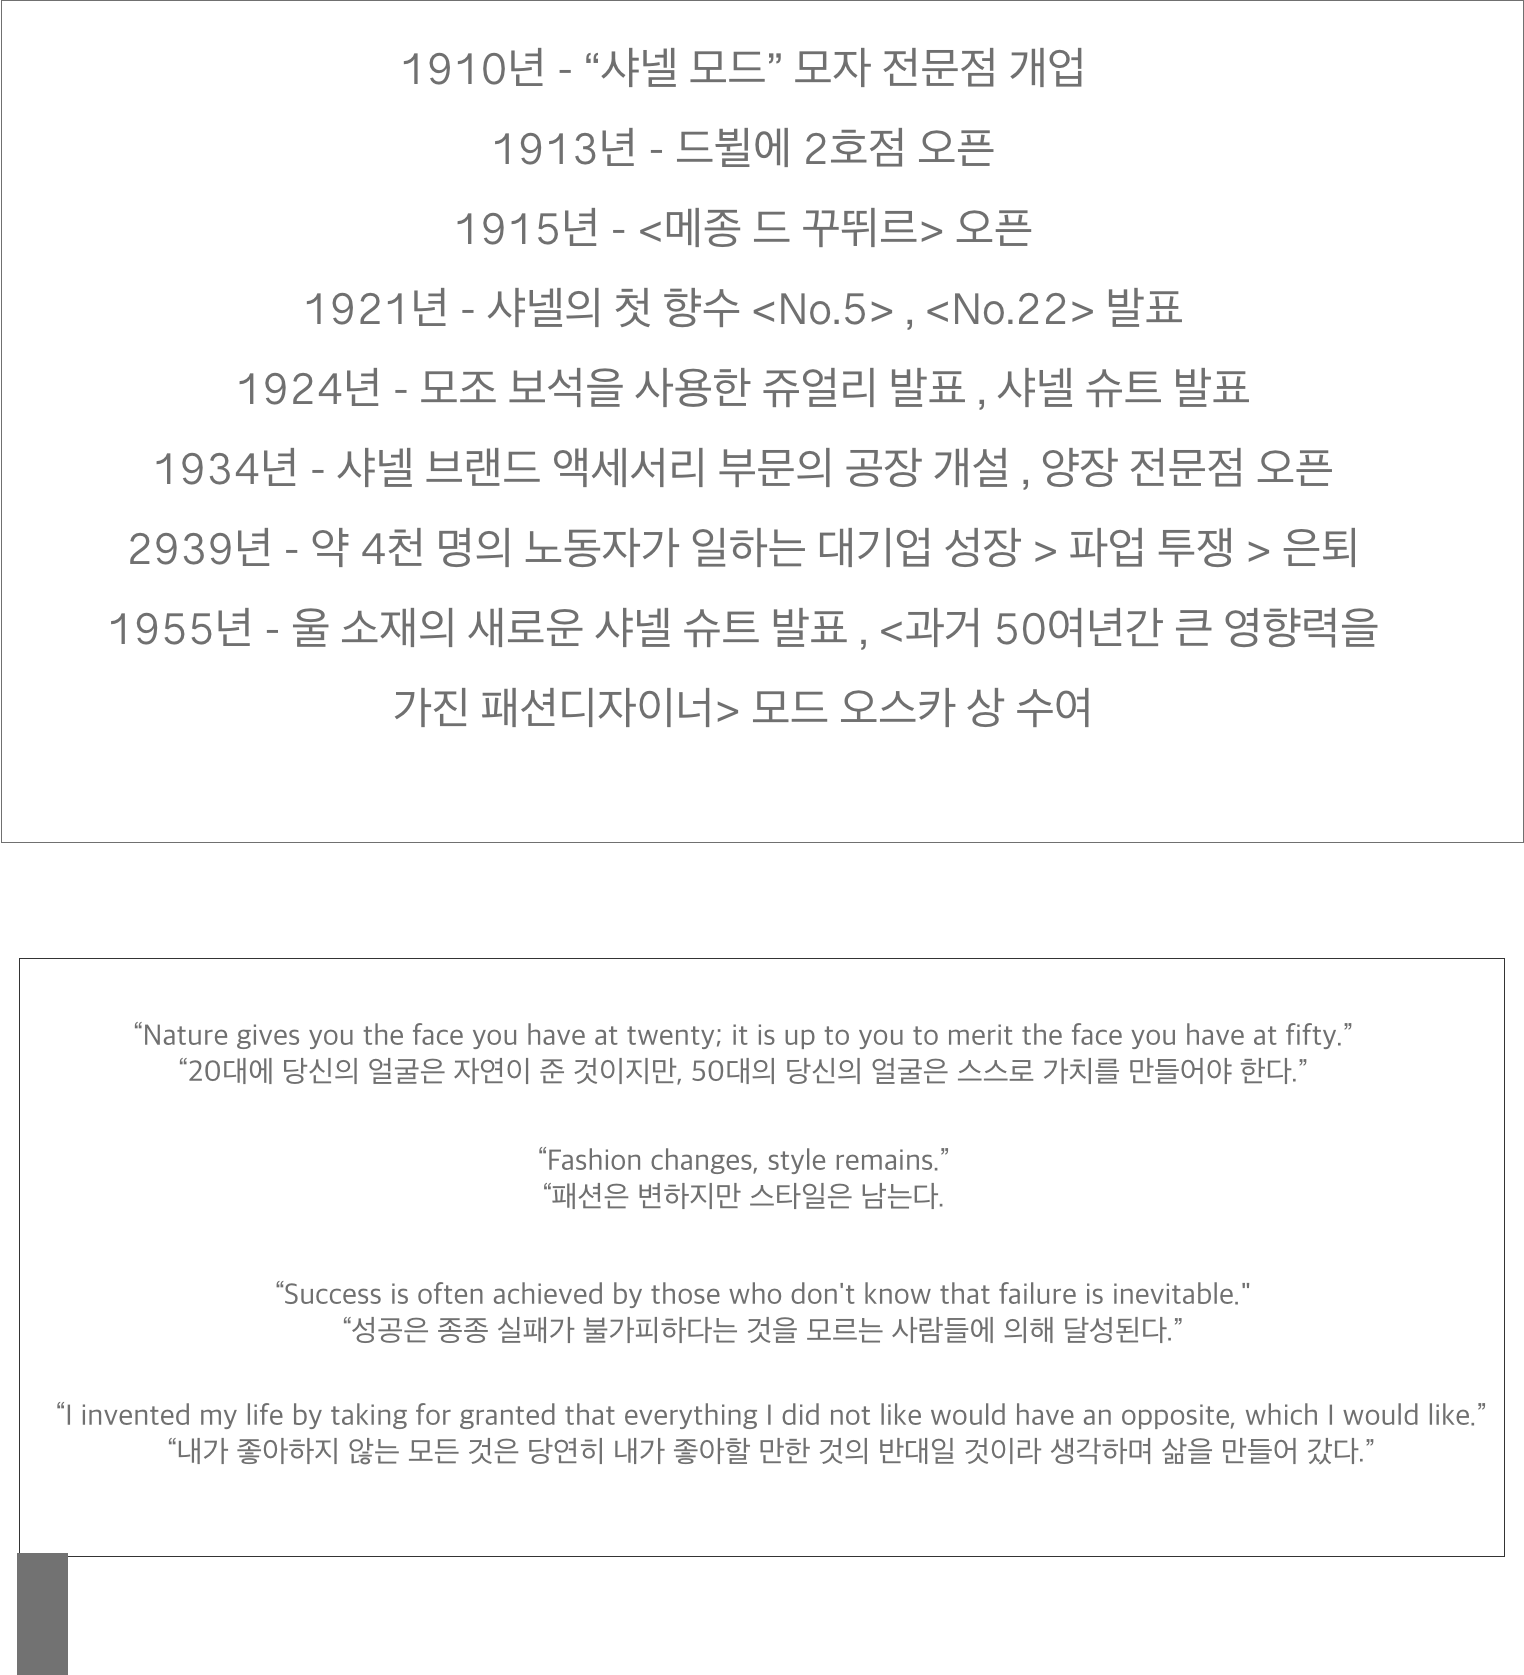 1910년 - “샤넬 모드” 모자 전문점 개업
1913년 - 드뷜에 2호점 오픈
1915년 - <메종 드 꾸뛰르> 오픈
1921년 - 샤넬의 첫 향수 <No.5> , <No.22> 발표
1924년 - 모조 보석을 사용한 쥬얼리 발표 , 샤넬 슈트 발표
1934년 - 샤넬 브랜드 액세서리 부문의 공장 개설 , 양장 전문점 오픈
2939년 - 약 4천 명의 노동자가 일하는 대기업 성장 > 파업 투쟁 > 은퇴
1955년 - 울 소재의 새로운 샤넬 슈트 발표 , <과거 50여년간 큰 영향력을
가진 패션디자이너> 모드 오스카 상 수여
“Nature gives you the face you have at twenty; it is up to you to merit the face you have at fifty.”
“20대에 당신의 얼굴은 자연이 준 것이지만, 50대의 당신의 얼굴은 스스로 가치를 만들어야 한다.”
“Fashion changes, style remains.”
“패션은 변하지만 스타일은 남는다.
“Success is often achieved by those who don't know that failure is inevitable."
“성공은 종종 실패가 불가피하다는 것을 모르는 사람들에 의해 달성된다.”
“I invented my life by taking for granted that everything I did not like would have an opposite, which I would like.”
“내가 좋아하지 않는 모든 것은 당연히 내가 좋아할 만한 것의 반대일 것이라 생각하며 삶을 만들어 갔다.”